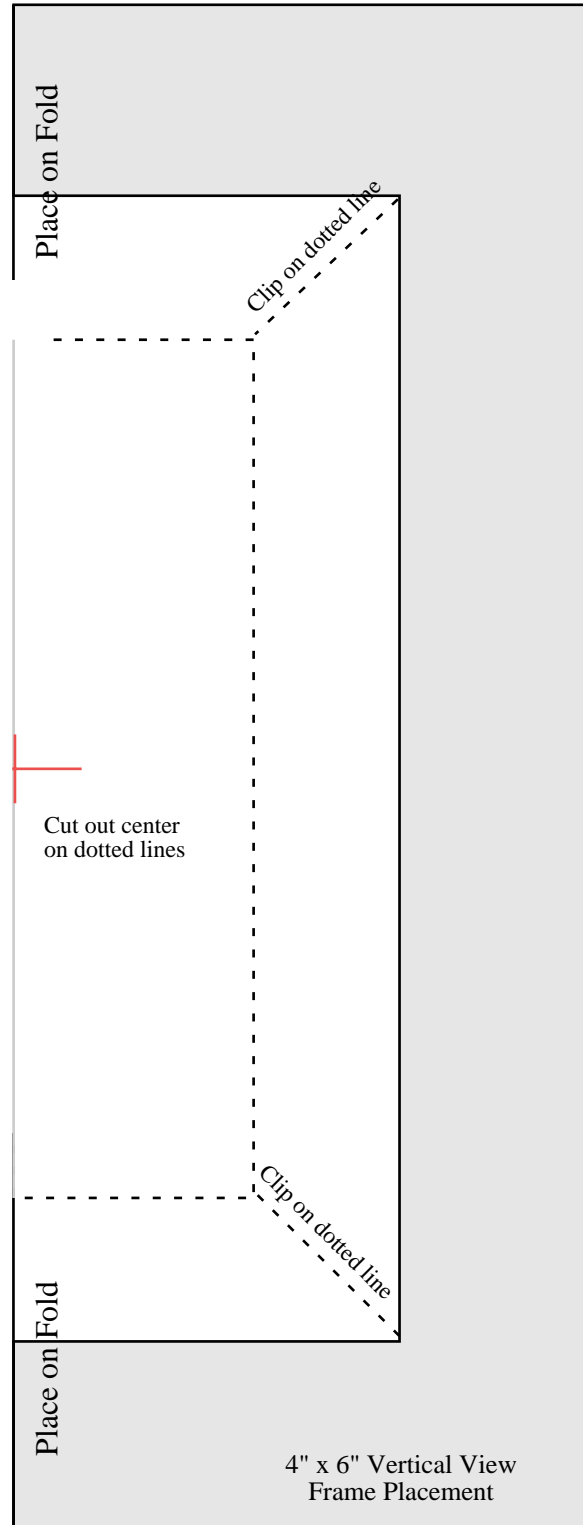 Place on Fold
Clip on dotted line
Cut out center
on dotted lines
Clip on dotted line
Place on Fold
4" x 6" Vertical View
Frame Placement